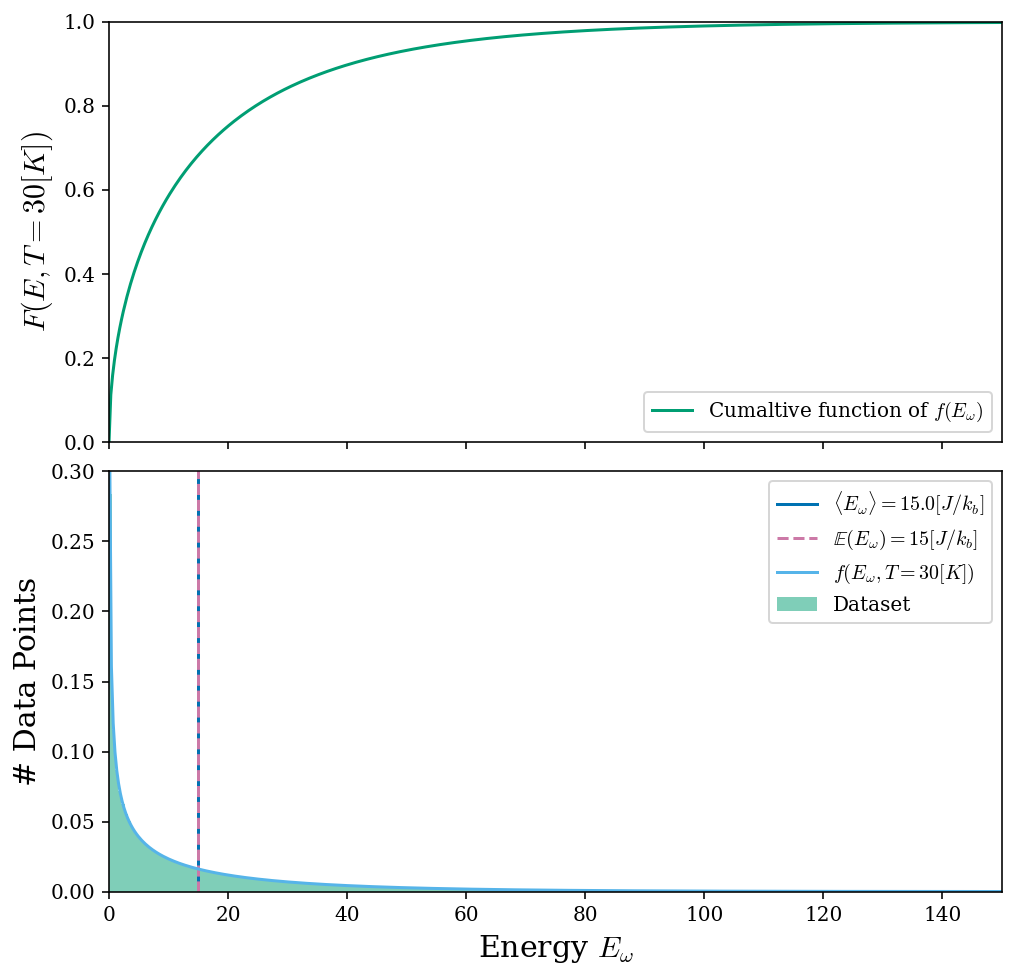 1.0
0.8
0.6
0.4
0.2
0.0
F(E, T = 30[K])
Cumaltive function of f(E_ω)
0.30
0.25
0.20
0.15
0.10
0.05
0.00
# Data Points
⟨E_ω⟩ = 15.0[J/k_b]
𝔼(E_ω) = 15[J/k_b]
f(E_ω, T = 30[K])
Dataset
0 20 40 60 80 100 120 140
Energy E_ω